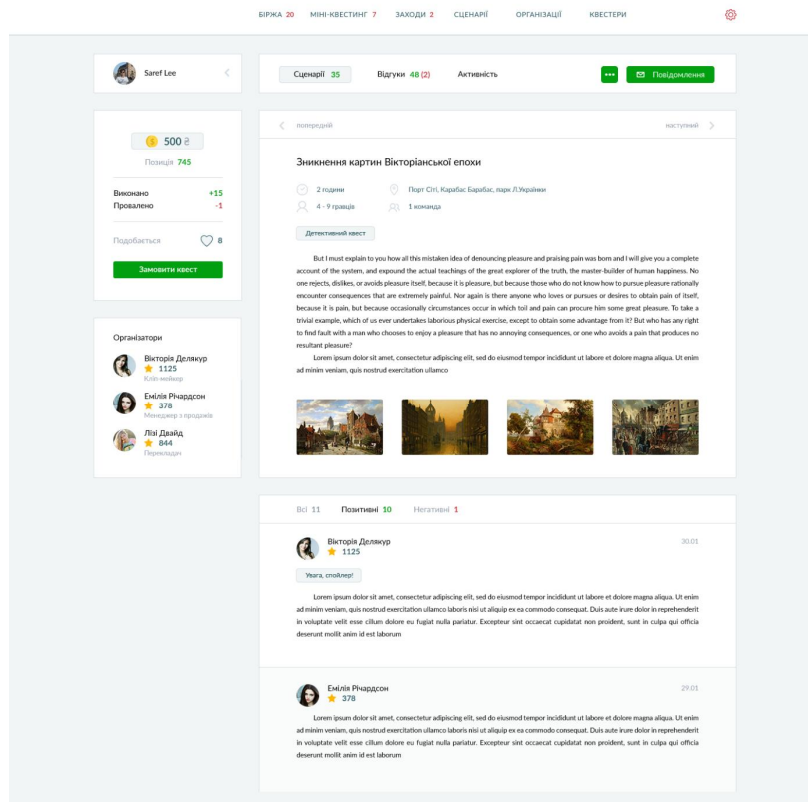 БІРЖА 20 МІНІ-КВЕСТИНГ 7 ЗАХОДИ 2 СЦЕНАРІЇ ОРГАНІЗАЦІЇ КВЕСТЕРИ
Saref Lee
Сценарії 35 Відгуки 48 (2) Активність
Повідомлення
500 ₴
Позиція 745
Виконано +15
Провалено -1
Подобається 8
Замовити квест
Організатори
Вікторія Делякур
1125
Кліп-мейкер
Емілія Річардсон
378
Менеджер з продажів
Лізі Двайд
844
Перекладач
попередній наступний
Зникнення картин Вікторіанської епохи
2 години Порт Сіті, Карабас Барабас, парк Л.Українки
4 - 9 гравців 1 команда
Детективний квест
But I must explain to you how all this mistaken idea of denouncing pleasure and praising pain was born and I will give you a complete
account of the system, and expound the actual teachings of the great explorer of the truth, the master-builder of human happiness. No
one rejects, dislikes, or avoids pleasure itself, because it is pleasure, but because those who do not know how to pursue pleasure rationally
encounter consequences that are extremely painful. Nor again is there anyone who loves or pursues or desires to obtain pain of itself,
because it is pain, but because occasionally circumstances occur in which toil and pain can procure him some great pleasure. To take a
trivial example, which of us ever undertakes laborious physical exercise, except to obtain some advantage from it? But who has any right
to find fault with a man who chooses to enjoy a pleasure that has no annoying consequences, or one who avoids a pain that produces no
resultant pleasure?
Lorem ipsum dolor sit amet, consectetur adipiscing elit, sed do eiusmod tempor incididunt ut labore et dolore magna aliqua. Ut enim
ad minim veniam, quis nostrud exercitation ullamco
Всі 11 Позитивні 10 Негативні 1
Вікторія Делякур 30.01
1125
Увага, спойлер!
Lorem ipsum dolor sit amet, consectetur adipiscing elit, sed do eiusmod tempor incididunt ut labore et dolore magna aliqua. Ut enim
ad minim veniam, quis nostrud exercitation ullamco laboris nisi ut aliquip ex ea commodo consequat. Duis aute irure dolor in reprehenderit
in voluptate velit esse cillum dolore eu fugiat nulla pariatur. Excepteur sint occaecat cupidatat non proident, sunt in culpa qui officia
deserunt mollit anim id est laborum
Емілія Річардсон 29.01
378
Lorem ipsum dolor sit amet, consectetur adipiscing elit, sed do eiusmod tempor incididunt ut labore et dolore magna aliqua. Ut enim
ad minim veniam, quis nostrud exercitation ullamco laboris nisi ut aliquip ex ea commodo consequat. Duis aute irure dolor in reprehenderit
in voluptate velit esse cillum dolore eu fugiat nulla pariatur. Excepteur sint occaecat cupidatat non proident, sunt in culpa qui officia
deserunt mollit anim id est laborum